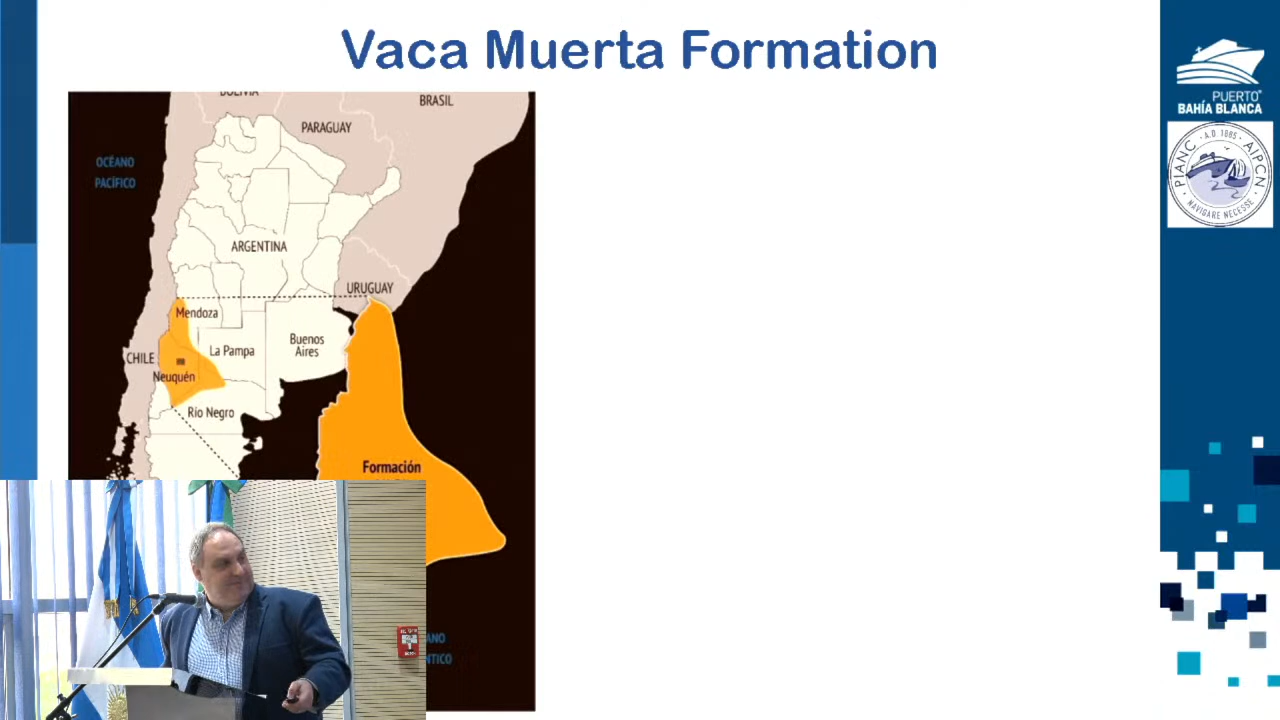 Vaca Muerta Formation
BOLIVIA
BRASIL
PARAGUAY
OCÉANO
PACÍFICO
ARGENTINA
URUGUAY
Mendoza
Buenos
Aires
La Pampa
CHILE
Neuquén
Río Negro
Formación
PUERTO
BAHÍA BLANCA
PIANC · A.D. 1885 · AIPCN
NAVIGARE NECESSE